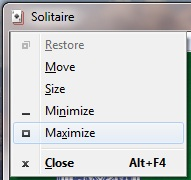 Solitaire
Restore
Move
Size
Minimize
Maximize
x Close Alt+F4